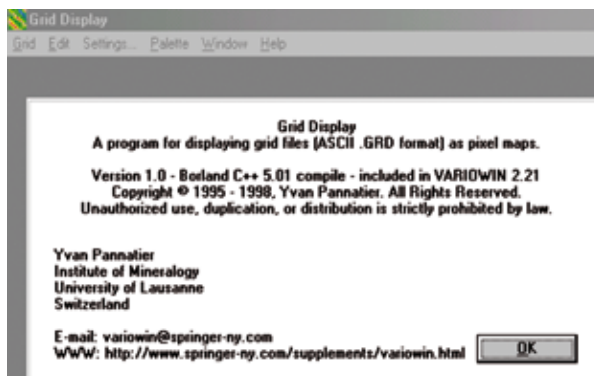 Grid Display
Grid Edit Settings... Palette Window Help
Grid Display
A program for displaying grid files (ASCII .GRD format) as pixel maps.
Version 1.0 - Borland C++ 5.01 compile - included in VARIOWIN 2.21
Copyright © 1995 - 1998, Yvan Pannatier. All Rights Reserved.
Unauthorized use, duplication, or distribution is strictly prohibited by law.
Yvan Pannatier
Institute of Mineralogy
University of Lausanne
Switzerland
E-mail: variowin@springer-ny.com
WWW: http://www.springer-ny.com/supplements/variowin.html
OK